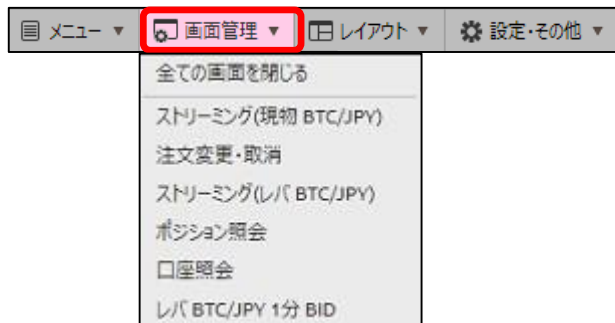 メニュー ▼ 画面管理 ▼ レイアウト ▼ 設定・その他 ▼
全ての画面を閉じる
ストリーミング(現物 BTC/JPY)
注文変更・取消
ストリーミング(レバ BTC/JPY)
ポジション照会
口座照会
レバ BTC/JPY 1分 BID